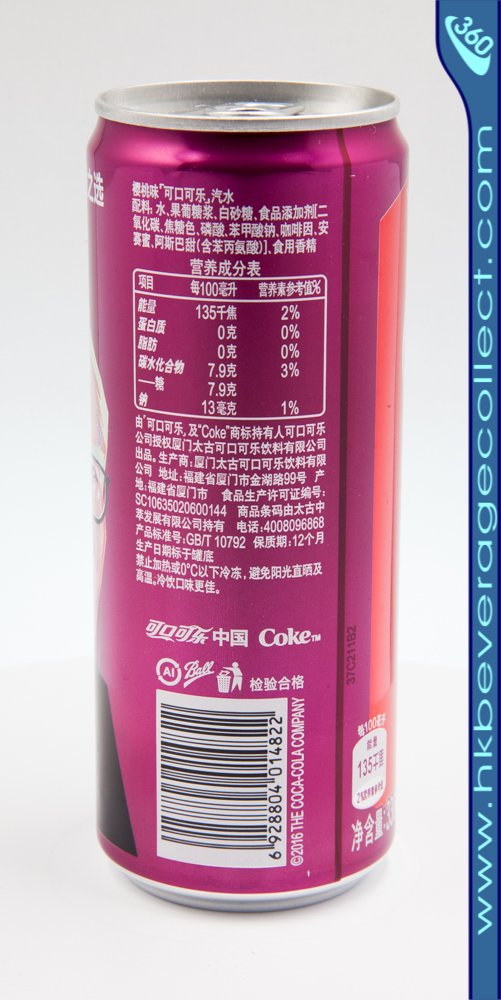 之选
樱桃味「可口可乐」汽水
配料: 水、果葡糖浆、白砂糖、食品添加剂[二
氧化碳、焦糖色、磷酸、苯甲酸钠、咖啡因、安
赛蜜、阿斯巴甜(含苯丙氨酸)]、食用香精
营养成分表
项目 每100毫升 营养素参考值%
能量 135千焦 2%
蛋白质 0克 0%
脂肪 0克 0%
碳水化合物 7.9克 3%
——糖 7.9克
钠 13毫克 1%
由「可口可乐」及"Coke"商标持有人可口可乐
公司授权厦门太古可口可乐饮料有限公司
出品。生产商:厦门太古可口可乐饮料有限
公司 地址:福建省厦门市金湖路99号 产
地:福建省厦门市 食品生产许可证编号:
SC10635020600144 商品条码由太古中
萃发展有限公司持有 电话:4008096868
产品标准号:GB/T 10792 保质期:12个月
生产日期标于罐底
禁止加热或0°C以下冷冻,避免阳光直晒及
高温。冷饮口味更佳。
可口可乐中国 Coke™
Al Ball 检验合格
6 928804 014822
©2016 THE COCA-COLA COMPANY
37C211B2
每100毫升
能量
135千焦
净含量:
360
www.hkbeveragecollect.com